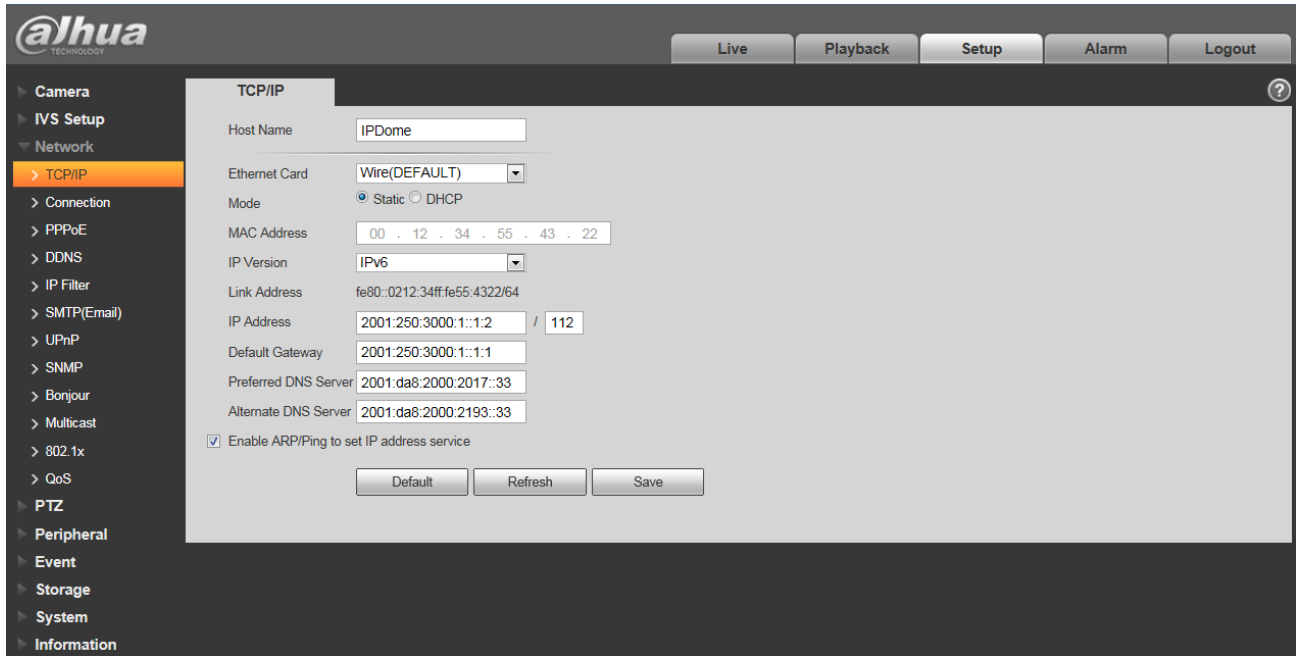 alhua
TECHNOLOGY
Live
Playback
Setup
Alarm
Logout
Camera
IVS Setup
Network
TCP/IP
Connection
PPPoE
DDNS
IP Filter
SMTP(Email)
UPnP
SNMP
Bonjour
Multicast
802.1x
QoS
PTZ
Peripheral
Event
Storage
System
Information
TCP/IP
?
Host Name IPDome
Ethernet Card Wire(DEFAULT)
Mode Static DHCP
MAC Address 00 . 12 . 34 . 55 . 43 . 22
IP Version IPv6
Link Address fe80::0212:34ff:fe55:4322/64
IP Address 2001:250:3000:1::1:2 / 112
Default Gateway 2001:250:3000:1::1:1
Preferred DNS Server 2001:da8:2000:2017::33
Alternate DNS Server 2001:da8:2000:2193::33
Enable ARP/Ping to set IP address service
Default Refresh Save